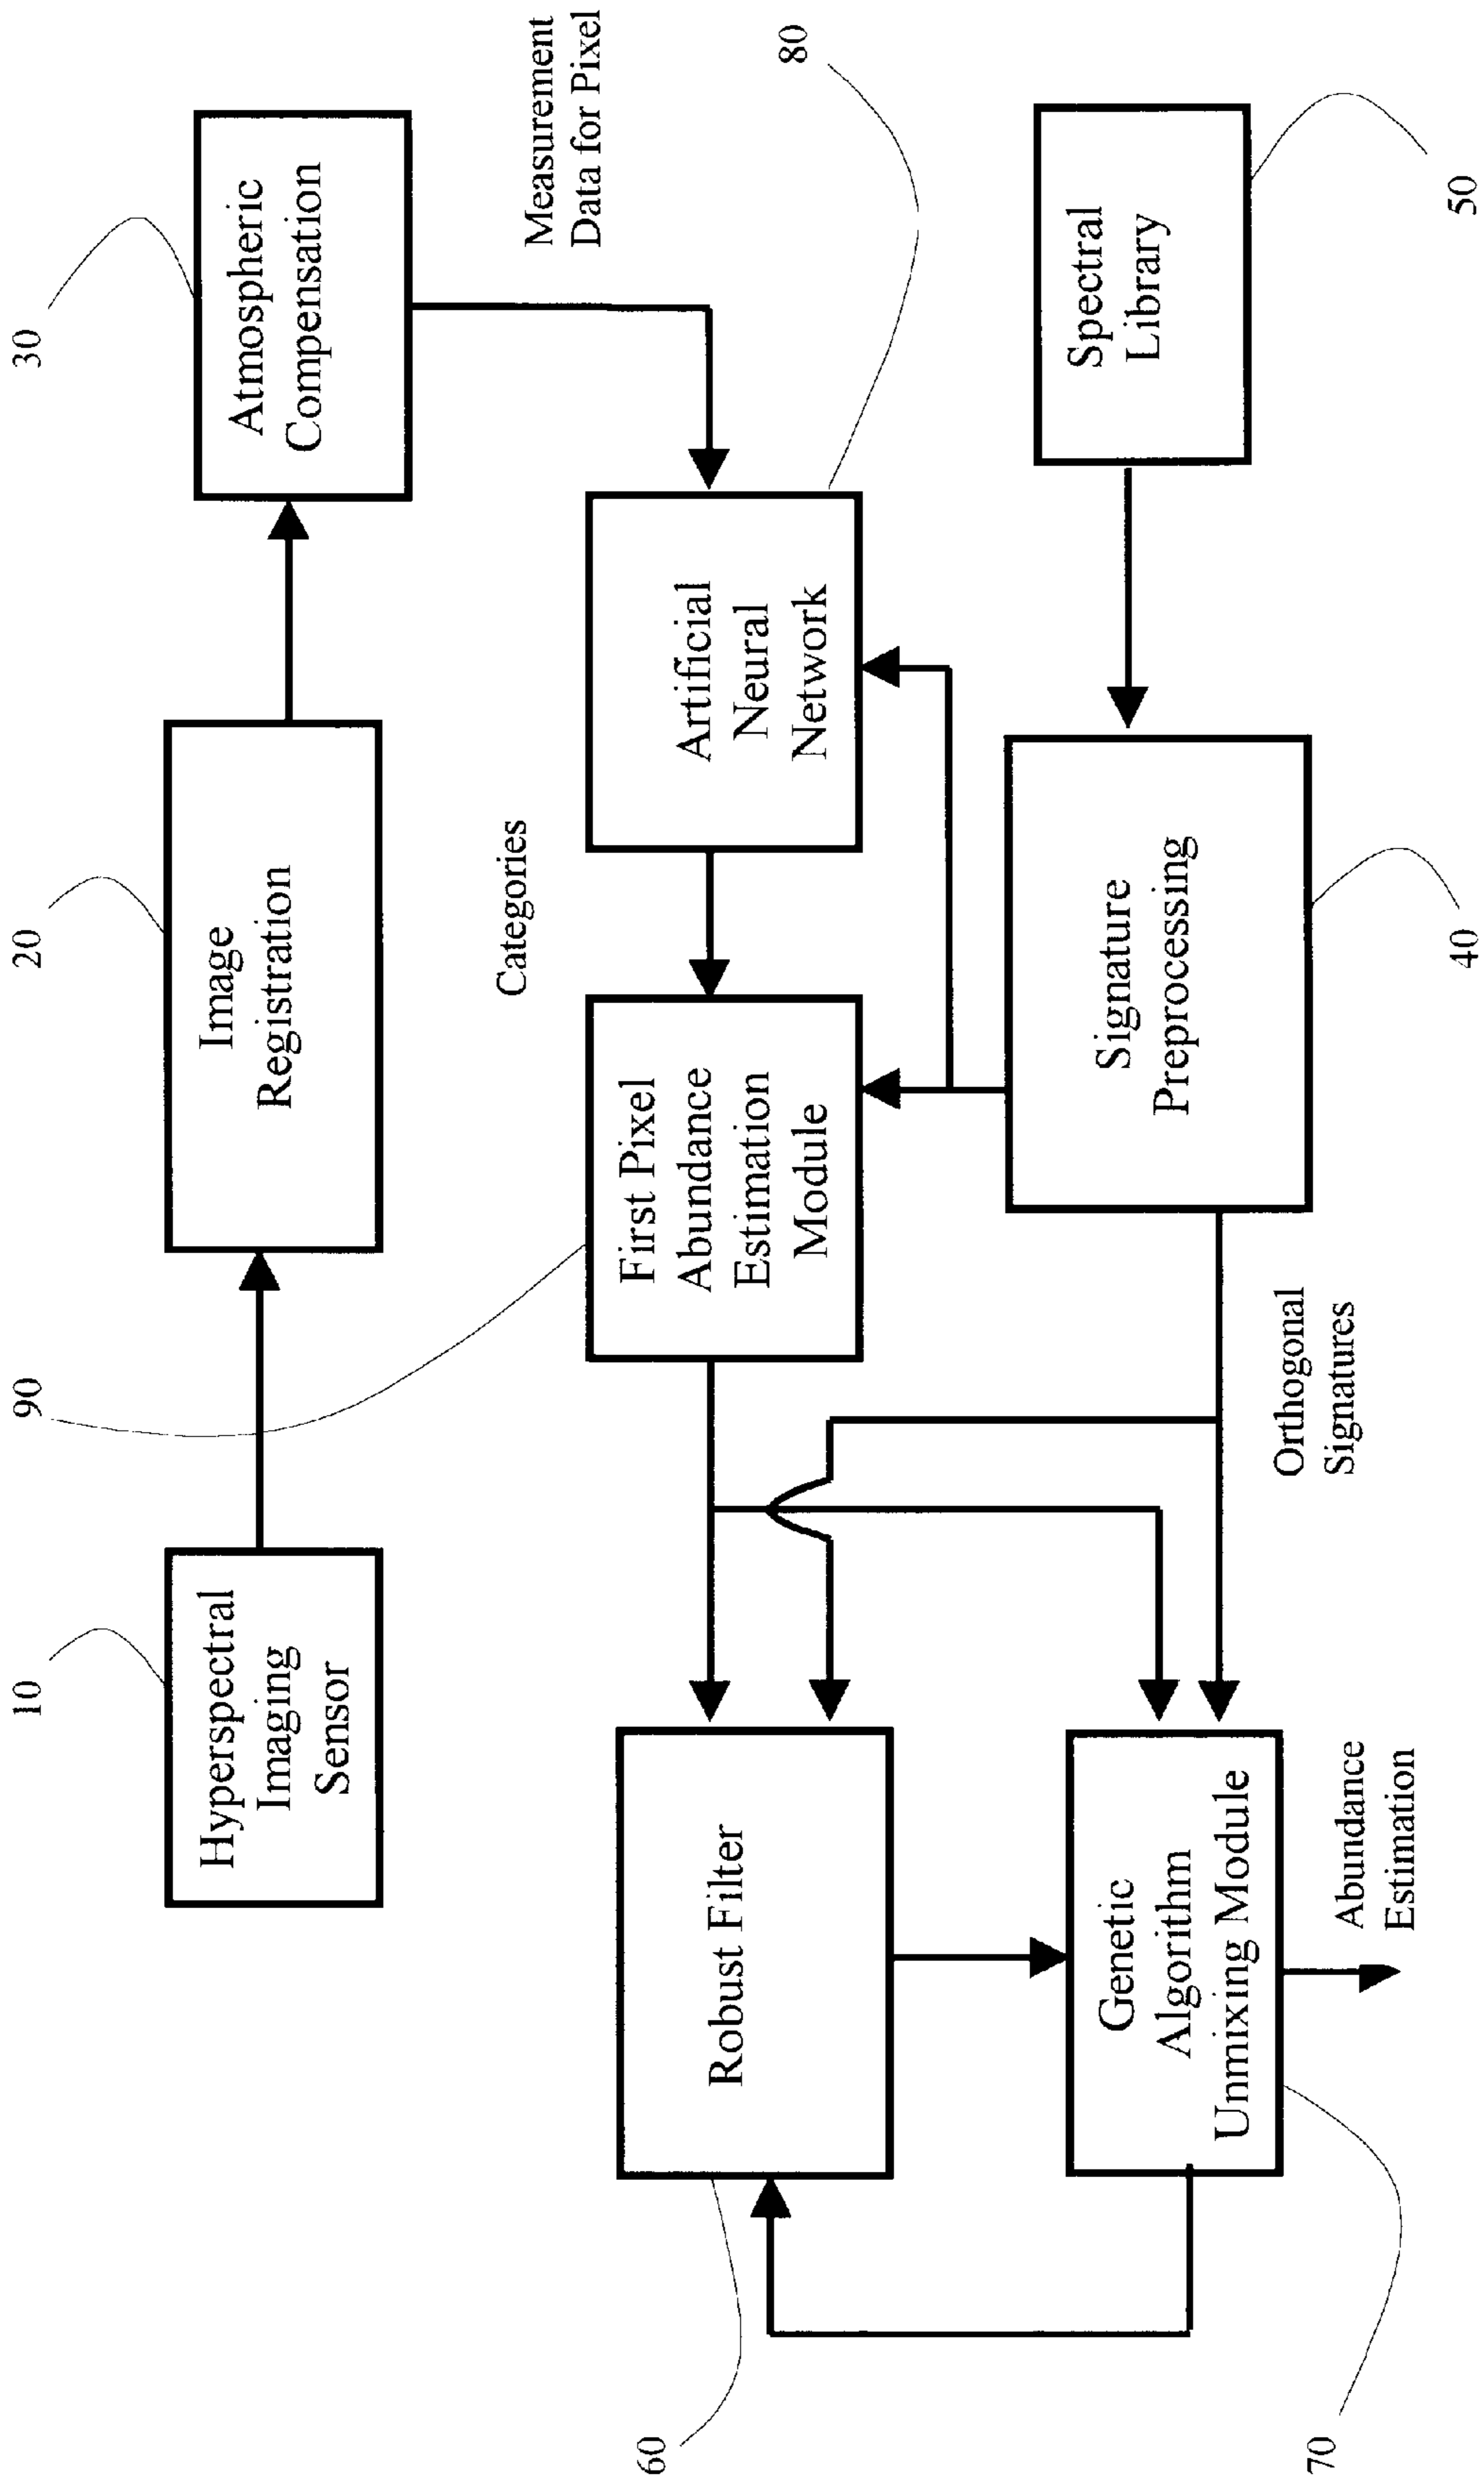 10
Hyperspectral
Imaging
Sensor
90
20
Image
Registration
30
Atmospheric
Compensation
Measurement
Data for Pixel
80
Categories
Artificial
Neural
Network
First Pixel
Abundance
Estimation
Module
60
Robust Filter
Genetic
Algorithm
Unmixing Module
70
Abundance
Estimation
Orthogonal
Signatures
Signature
Preprocessing
40
Spectral
Library
50